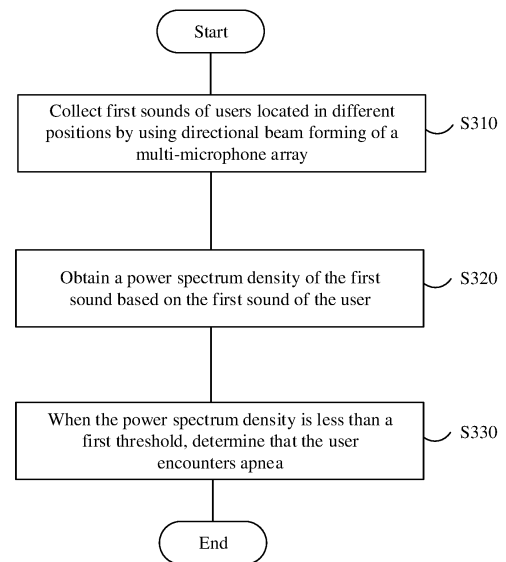 Start
Collect first sounds of users located in different
positions by using directional beam forming of a
multi-microphone array
S310
Obtain a power spectrum density of the first
sound based on the first sound of the user
S320
When the power spectrum density is less than a
first threshold, determine that the user
encounters apnea
S330
End